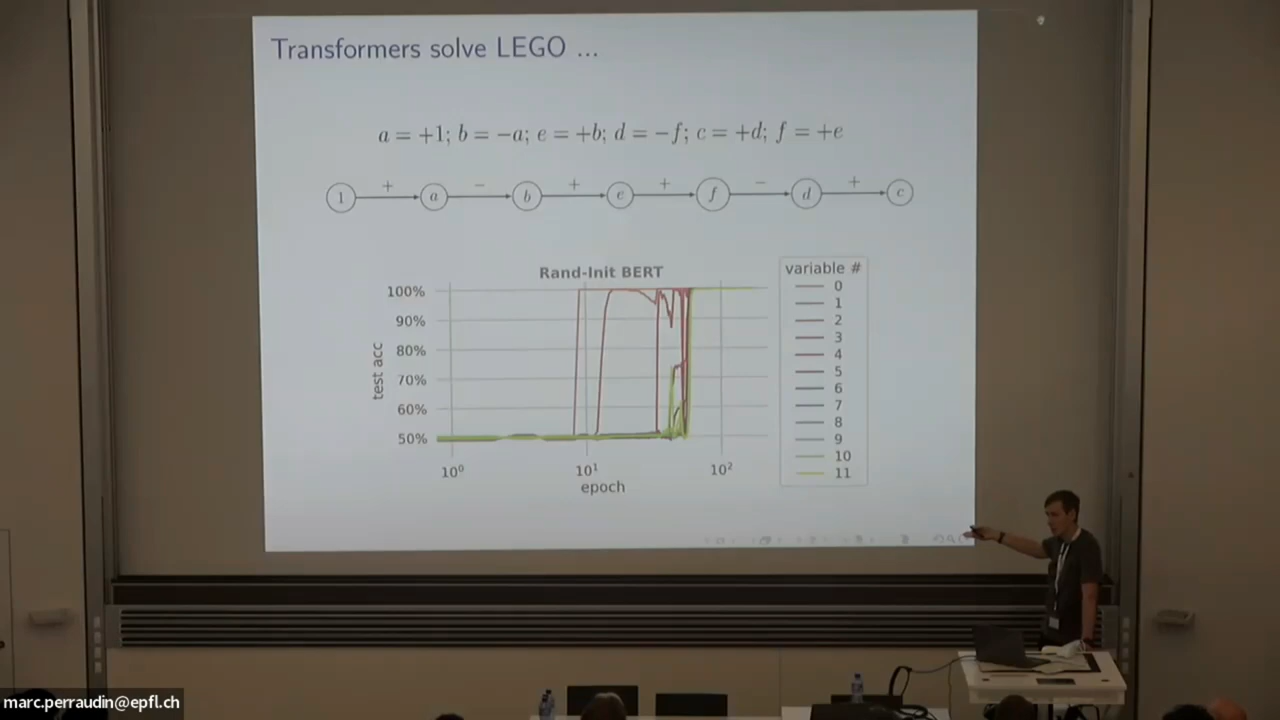 Transformers solve LEGO ...
a = +1; b = −a; e = +b; d = −f; c = +d; f = +e
+ − + + − +
1 a b e f d c
Rand-Init BERT
test acc
100%
90%
80%
70%
60%
50%
10⁰ 10¹ 10²
epoch
variable #
0
1
2
3
4
5
6
7
8
9
10
11
marc.perraudin@epfl.ch